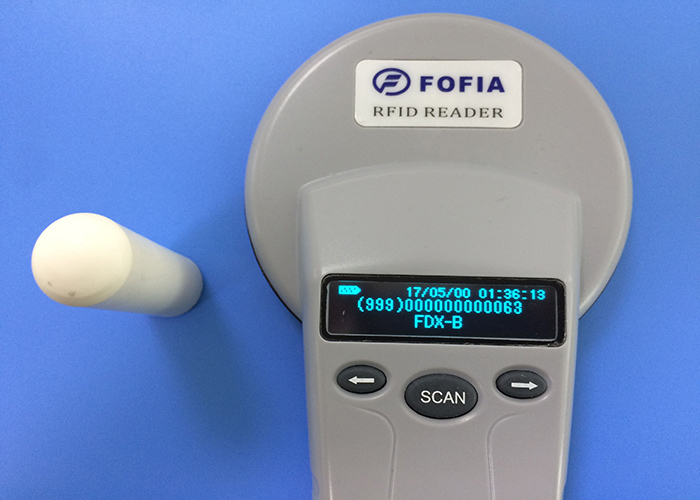 FOFIA
RFID READER
17/05/00 01:36:13
(999)000000000063
FDX-B
SCAN